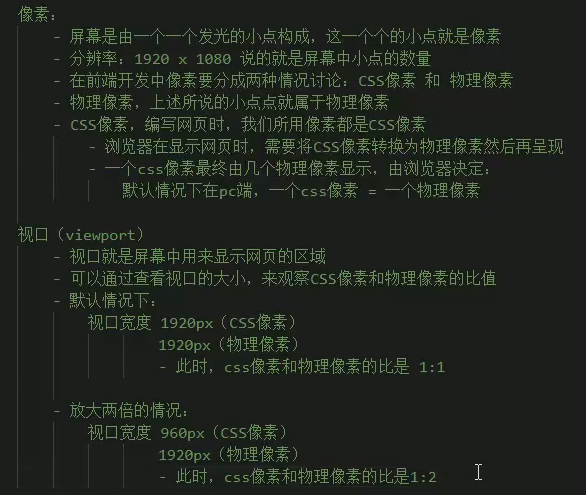 像素:
- 屏幕是由一个一个发光的小点构成，这一个个的小点就是像素
- 分辨率: 1920 x 1080 说的就是屏幕中小点的数量
- 在前端开发中像素要分成两种情况讨论: CSS像素 和 物理像素
- 物理像素，上述所说的小点点就属于物理像素
- CSS像素，编写网页时，我们所用像素都是CSS像素
- 浏览器在显示网页时，需要将CSS像素转换为物理像素然后再呈现
- 一个css像素最终由几个物理像素显示，由浏览器决定:
默认情况下在pc端，一个css像素 = 一个物理像素
视口（viewport）
- 视口就是屏幕中用来显示网页的区域
- 可以通过查看视口的大小，来观察CSS像素和物理像素的比值
- 默认情况下:
视口宽度 1920px（CSS像素）
1920px（物理像素）
- 此时，css像素和物理像素的比是 1:1
- 放大两倍的情况:
视口宽度 960px（CSS像素）
1920px（物理像素）
- 此时，css像素和物理像素的比是1:2